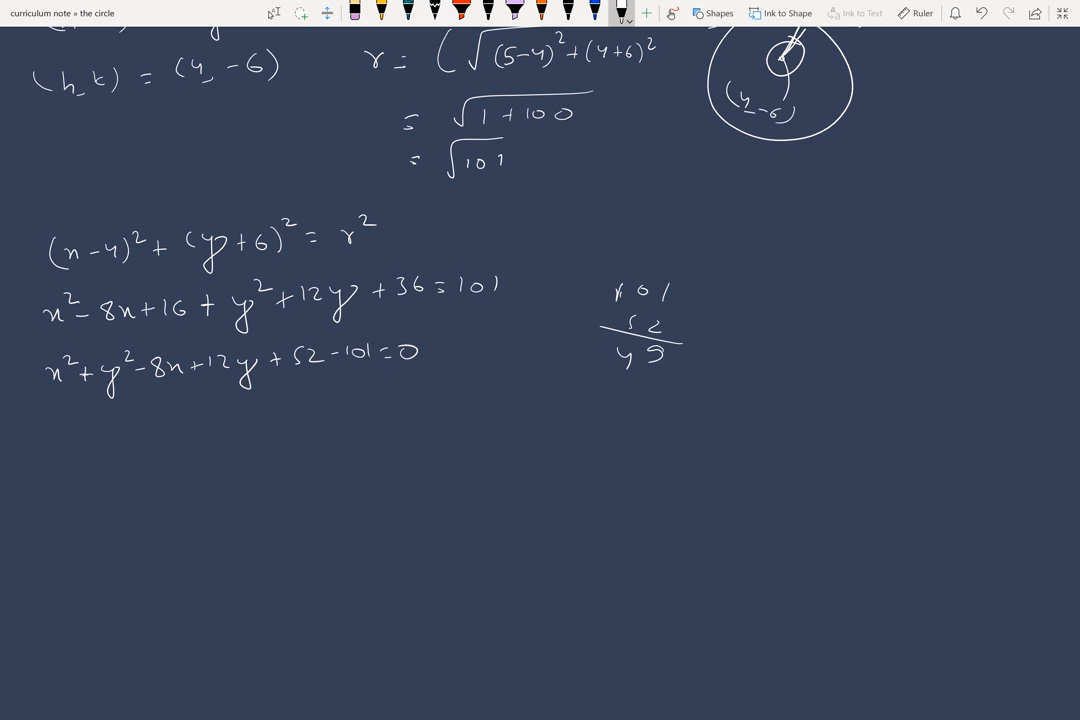 curriculum note » the circle
Shapes
Ink to Shape
Ink to Text
Ruler
(h, k) = (4, -6)
r = (√(5-4)² + (4+6)²
= √1 + 100
= √101
(4, -6)
(x-4)² + (y+6)² = r²
x² - 8x + 16 + y² + 12y + 36 = 101
x² + y² - 8x + 12y + 52 - 101 = 0
101
52
49